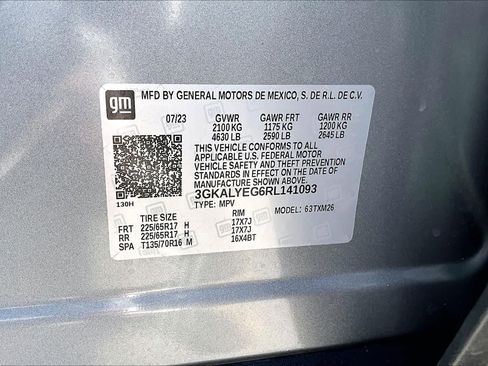 gm
MFD BY GENERAL MOTORS DE MEXICO, S. DE R.L. DE C.V.
07/23 GVWR GAWR FRT GAWR RR
2100 KG 1175 KG 1200 KG
4630 LB 2590 LB 2645 LB
THIS VEHICLE CONFORMS TO ALL
APPLICABLE U.S. FEDERAL MOTOR
VEHICLE SAFETY AND THEFT PREVENTION
STANDARDS IN EFFECT ON THE DATE OF
MANUFACTURE SHOWN ABOVE.
3GKALYEG6RL141093
130H TYPE: MPV MODEL: 63TXM26
TIRE SIZE RIM
FRT 225/65R17 H 17X7J
RR 225/65R17 H 17X7J
SPA T135/70R16 M 16X4BT